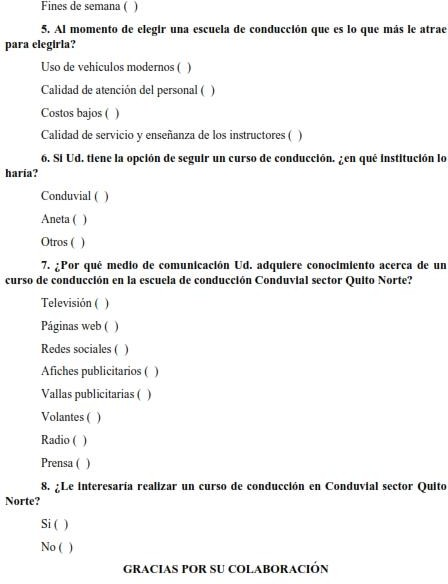 Fines de semana ( )
5. Al momento de elegir una escuela de conducción que es lo que más le atrae
para elegirla?
Uso de vehículos modernos ( )
Calidad de atención del personal ( )
Costos bajos ( )
Calidad de servicio y enseñanza de los instructores ( )
6. Si Ud. tiene la opción de seguir un curso de conducción. ¿en qué institución lo
haría?
Conduvial ( )
Aneta ( )
Otros ( )
7. ¿Por qué medio de comunicación Ud. adquiere conocimiento acerca de un
curso de conducción en la escuela de conducción Conduvial sector Quito Norte?
Televisión ( )
Páginas web ( )
Redes sociales ( )
Afiches publicitarios ( )
Vallas publicitarias ( )
Volantes ( )
Radio ( )
Prensa ( )
8. ¿Le interesaría realizar un curso de conducción en Conduvial sector Quito
Norte?
Si ( )
No ( )
GRACIAS POR SU COLABORACIÓN